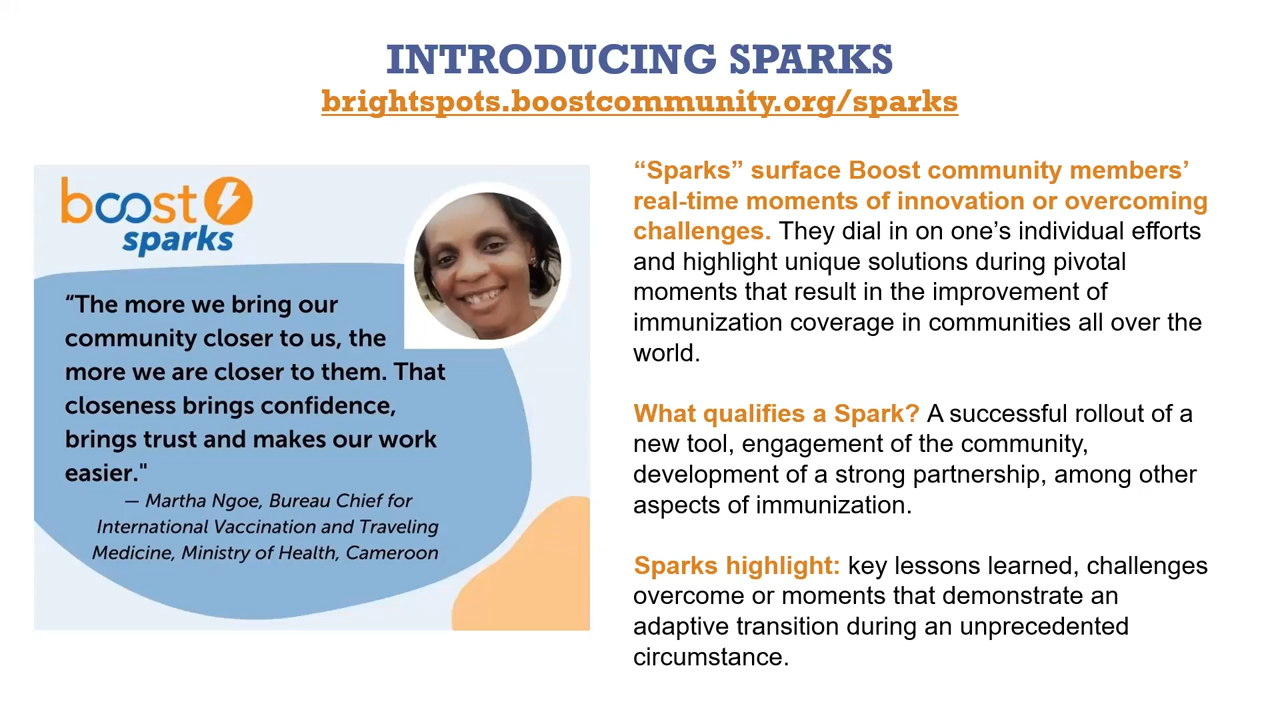 INTRODUCING SPARKS
brightspots.boostcommunity.org/sparks
boost
sparks
“The more we bring our
community closer to us, the
more we are closer to them. That
closeness brings confidence,
brings trust and makes our work
easier."
— Martha Ngoe, Bureau Chief for
International Vaccination and Traveling
Medicine, Ministry of Health, Cameroon
“Sparks” surface Boost community members’
real-time moments of innovation or overcoming
challenges. They dial in on one’s individual efforts
and highlight unique solutions during pivotal
moments that result in the improvement of
immunization coverage in communities all over the
world.
What qualifies a Spark? A successful rollout of a
new tool, engagement of the community,
development of a strong partnership, among other
aspects of immunization.
Sparks highlight: key lessons learned, challenges
overcome or moments that demonstrate an
adaptive transition during an unprecedented
circumstance.